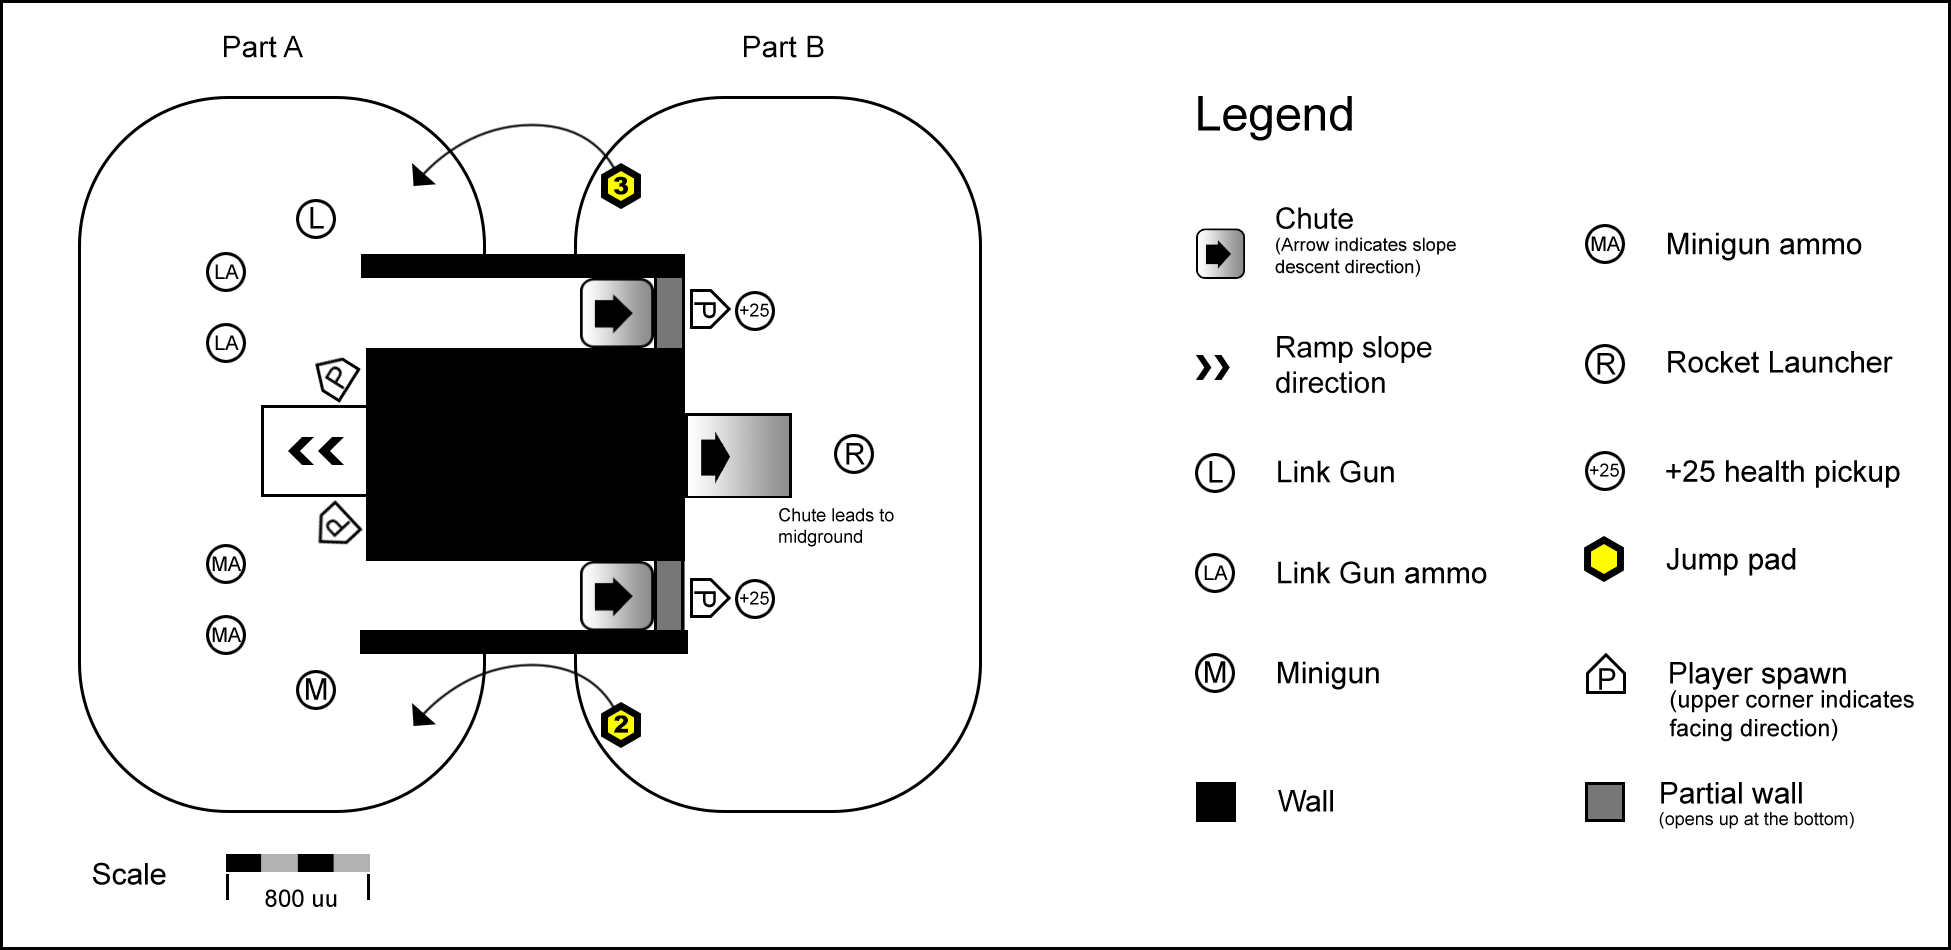 Part A
Part B
3
L
LA
LA
P
+25
P
R
Chute leads to
midground
P
MA
MA
P
+25
M
2
Scale
800 uu
Legend
Chute
(Arrow indicates slope
descent direction)
Ramp slope
direction
L
Link Gun
LA
Link Gun ammo
M
Minigun
Wall
MA
Minigun ammo
R
Rocket Launcher
+25
+25 health pickup
Jump pad
P
Player spawn
(upper corner indicates
facing direction)
Partial wall
(opens up at the bottom)